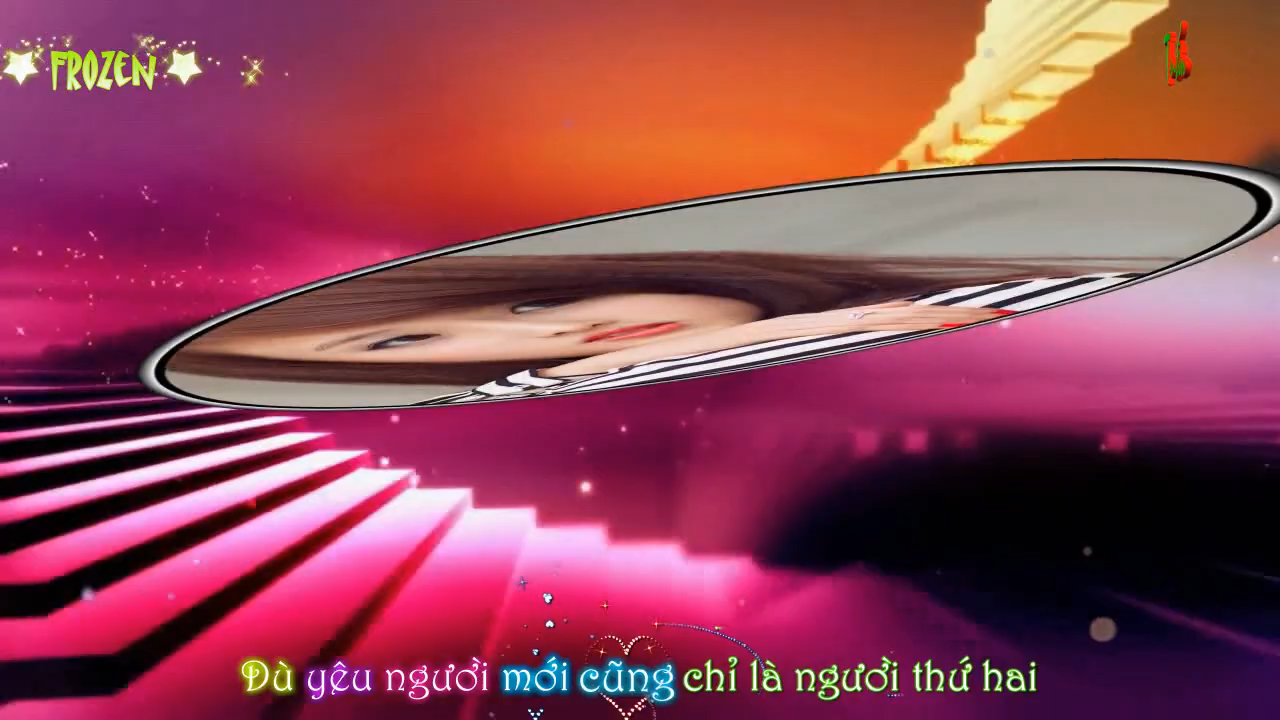 FROZEN
Dù yêu người mới cũng chỉ là người thứ hai